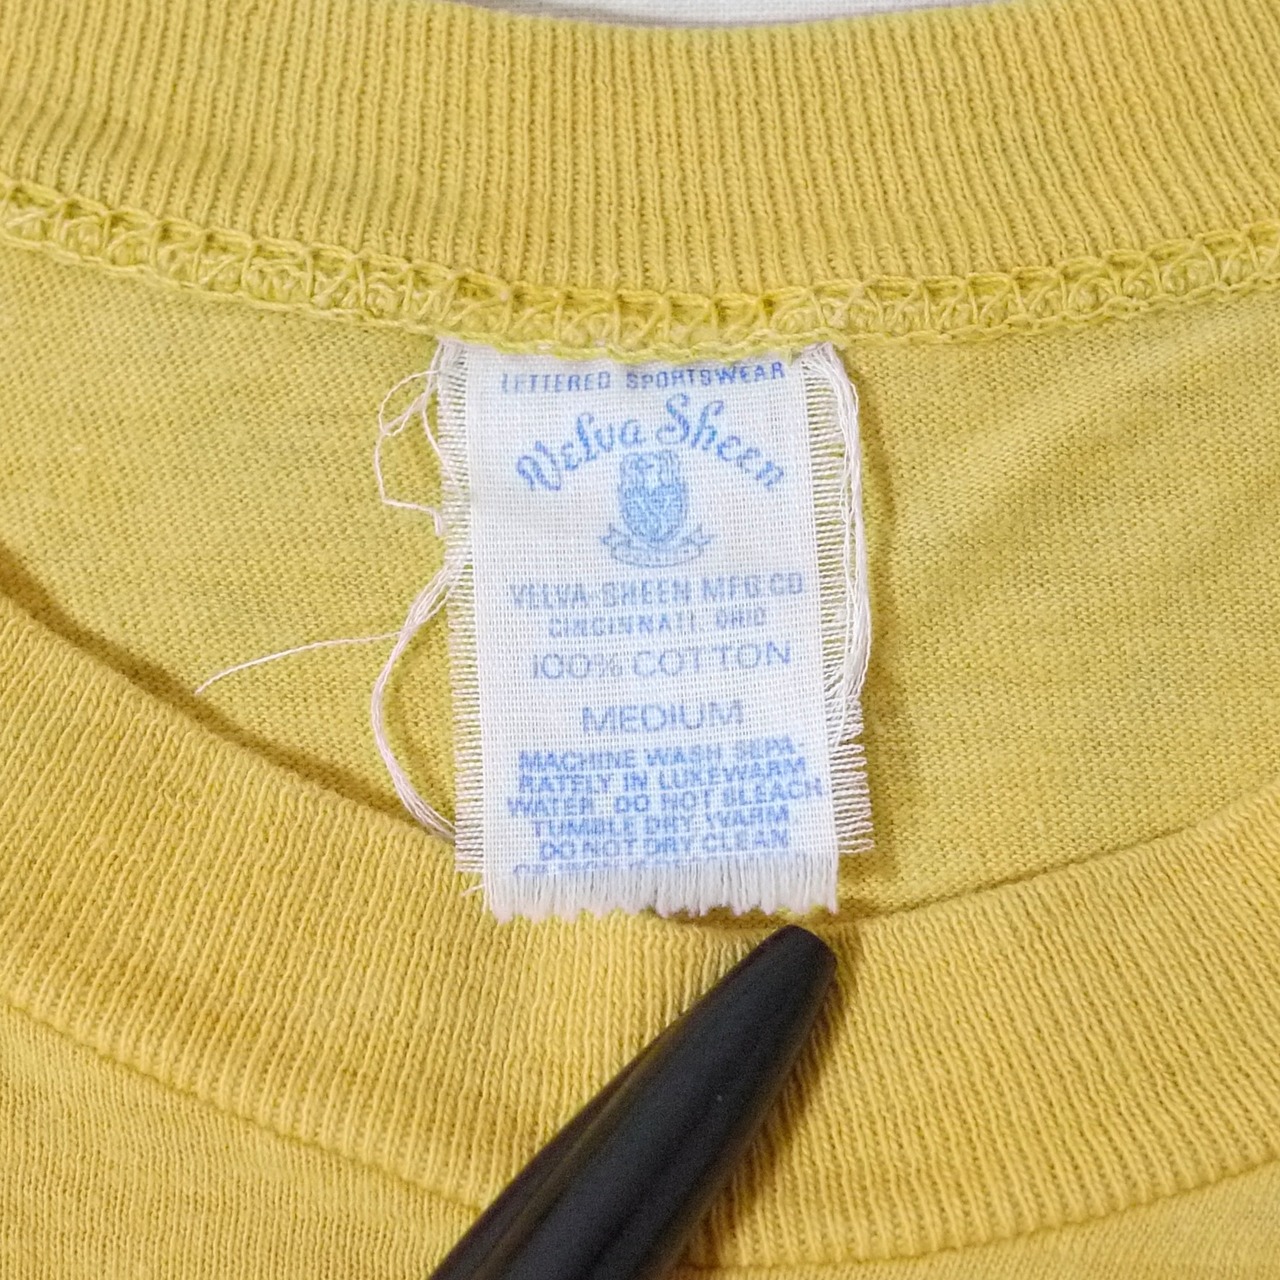 LETTERED SPORTSWEAR
Velva Sheen
VELVA-SHEEN MFG CO
CINCINNATI, OHIO
100% COTTON
MEDIUM
MACHINE WASH SEPA-
RATELY IN LUKEWARM
WATER. DO NOT BLEACH
TUMBLE DRY WARM
DO NOT DRY CLEAN